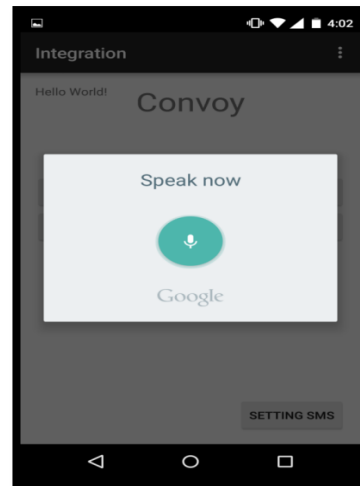 4:02
Integration
Hello World!
Convoy
Speak now
Google
SETTING SMS